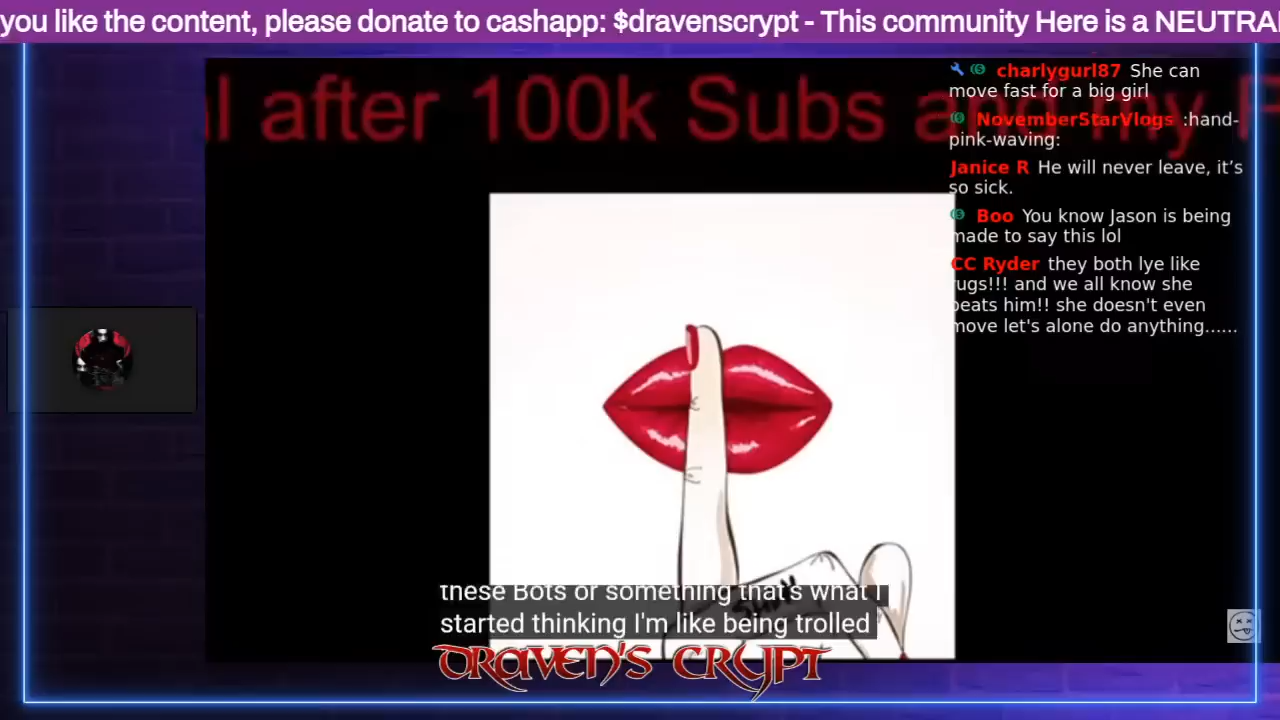 you like the content, please donate to cashapp: $dravenscrypt - This community Here is a NEUTRA
l after 100k Subs and my
charlygurl87 She can
move fast for a big girl
NovemberStarVlogs :hand-
pink-waving:
Janice R He will never leave, it’s
so sick.
Boo You know Jason is being
made to say this lol
CC Ryder they both lye like
rugs!!! and we all know she
beats him!! she doesn't even
move let's alone do anything......
these Bots or something that's what I
started thinking I'm like being trolled
DRAVEN'S CRYPT